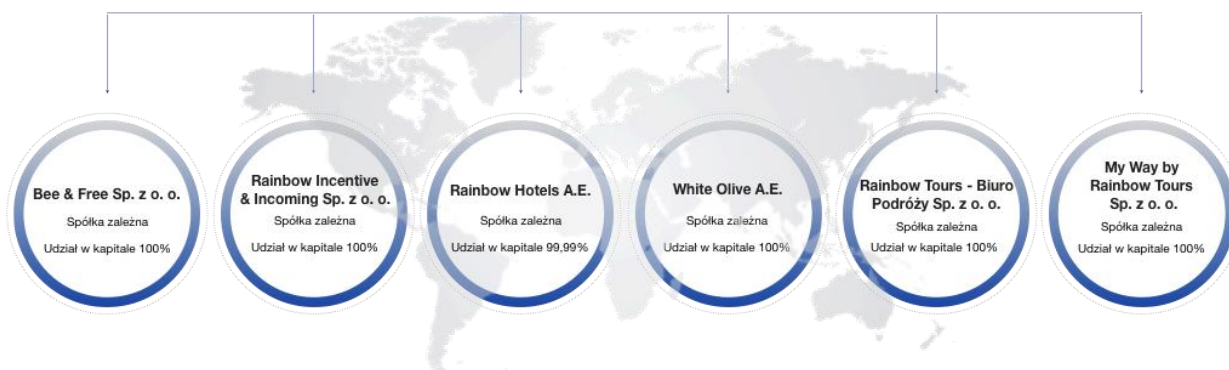 Bee & Free Sp. z o. o.
Spółka zależna
Udział w kapitale 100%
Rainbow Incentive
& Incoming Sp. z o. o.
Spółka zależna
Udział w kapitale 100%
Rainbow Hotels A.E.
Spółka zależna
Udział w kapitale 99,99%
White Olive A.E.
Spółka zależna
Udział w kapitale 100%
Rainbow Tours - Biuro
Podróży Sp. z o. o.
Spółka zależna
Udział w kapitale 100%
My Way by
Rainbow Tours
Sp. z o. o.
Spółka zależna
Udział w kapitale 100%